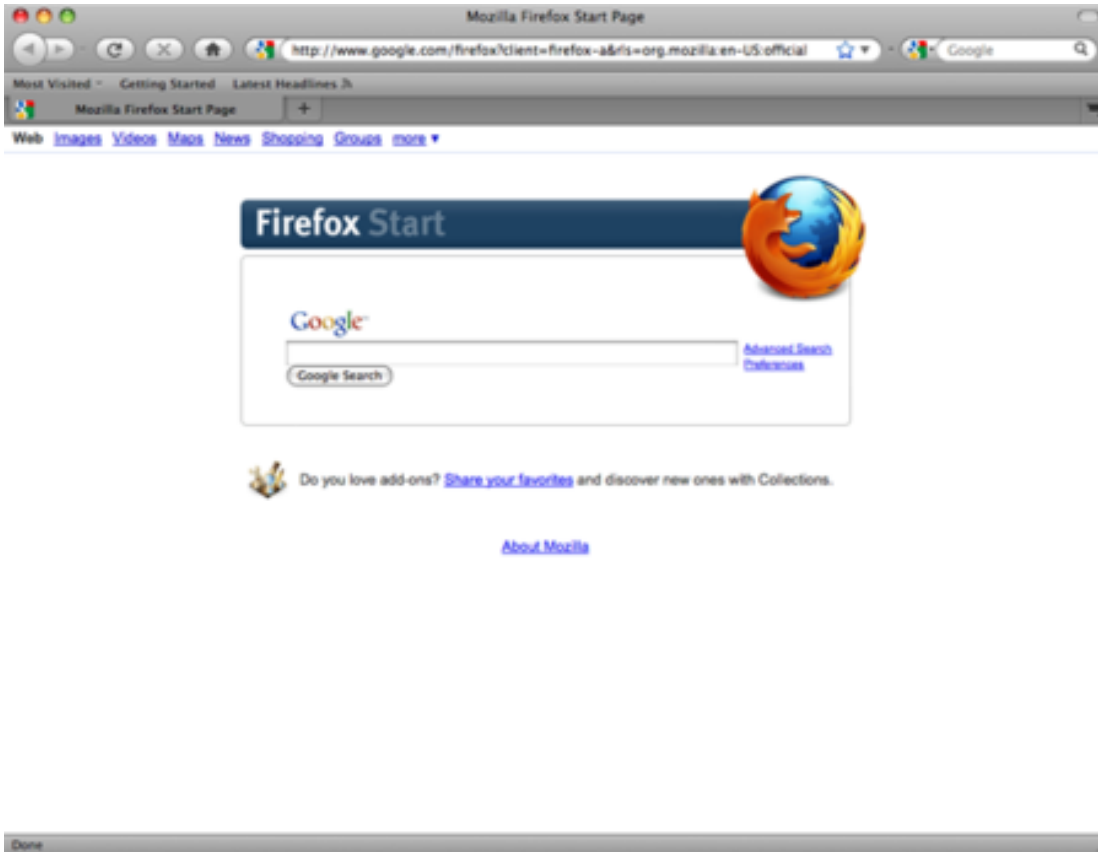 Mozilla Firefox Start Page
http://www.google.com/firefox?client=firefox-a&rls=org.mozilla:en-US:official
Google
Most Visited Getting Started Latest Headlines
Mozilla Firefox Start Page +
Web Images Videos Maps News Shopping Groups more ▼
Firefox Start
Google™
Advanced Search
Preferences
Google Search
Do you love add-ons? Share your favorites and discover new ones with Collections.
About Mozilla
Done